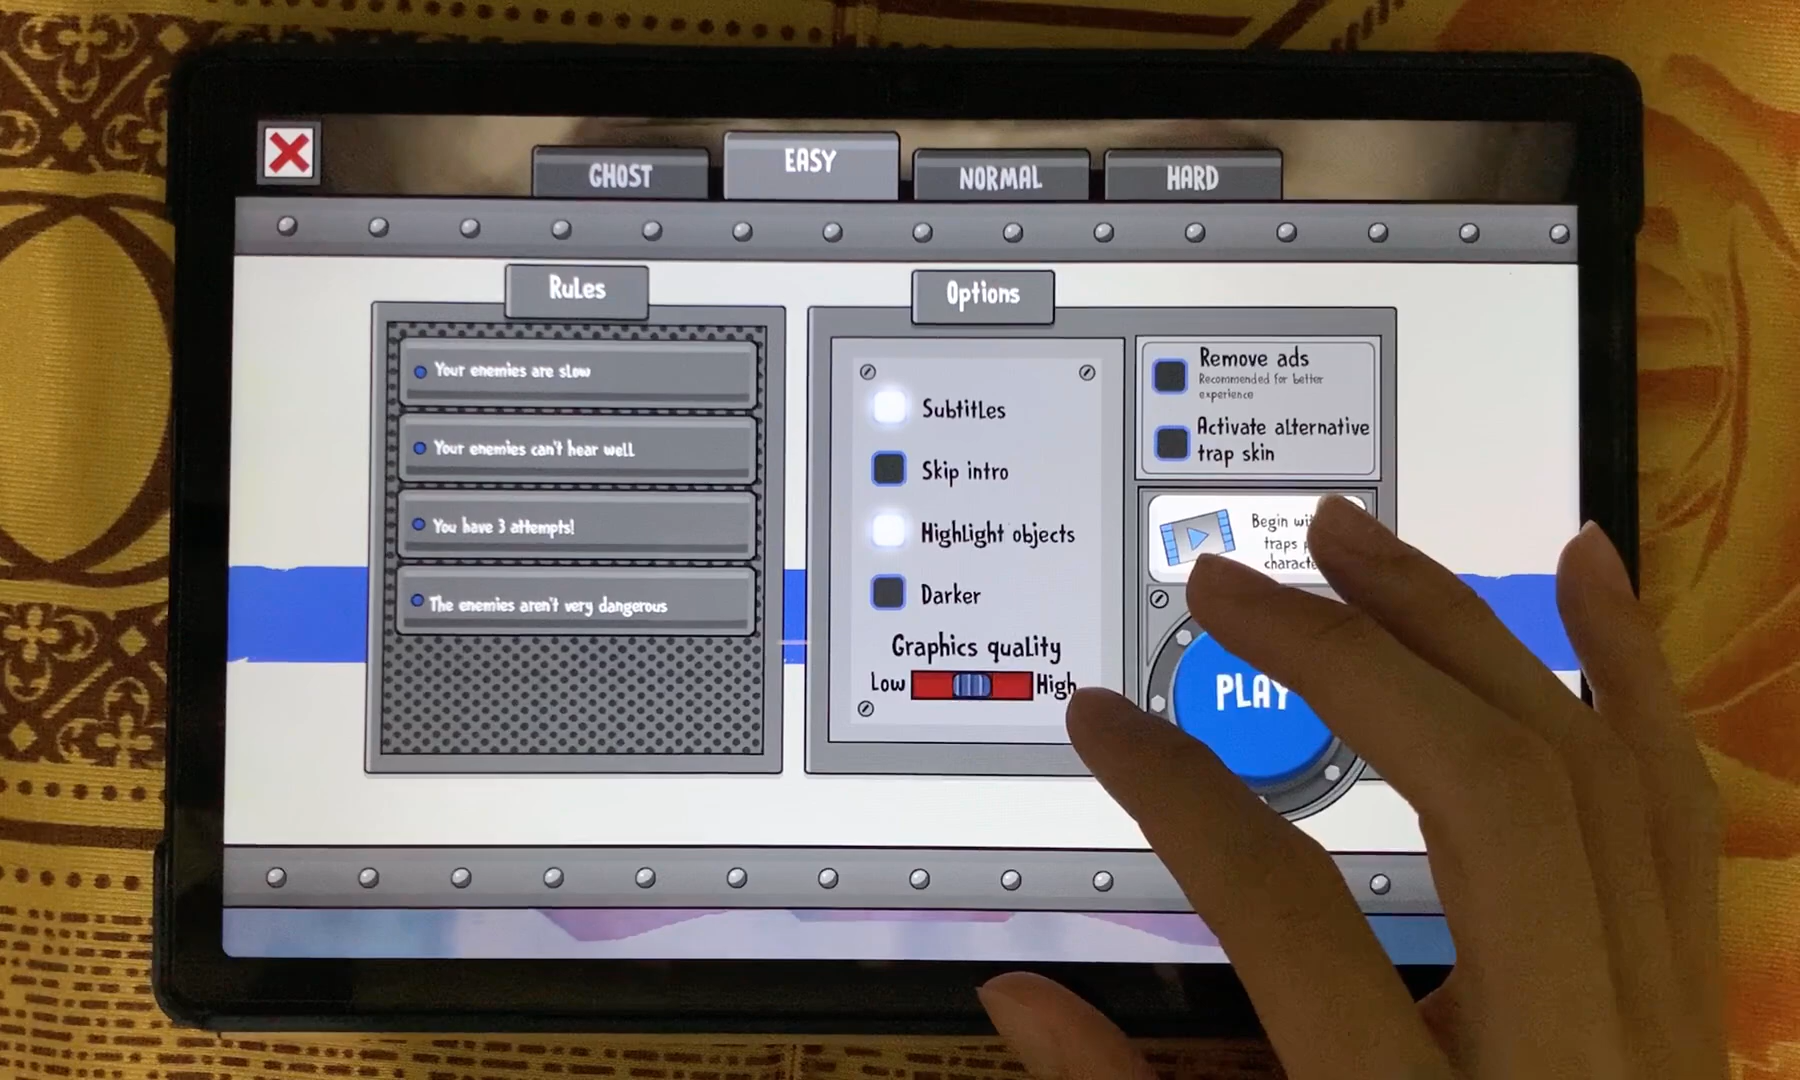 GHOST
EASY
NORMAL
HARD
Rules
Your enemies are slow
Your enemies can't hear well
You have 3 attempts!
The enemies aren't very dangerous
Options
Subtitles
Skip intro
Highlight objects
Darker
Graphics quality
Low High
Remove ads
Recommended for better
experience
Activate alternative
trap skin
Begin
traps
PLAY